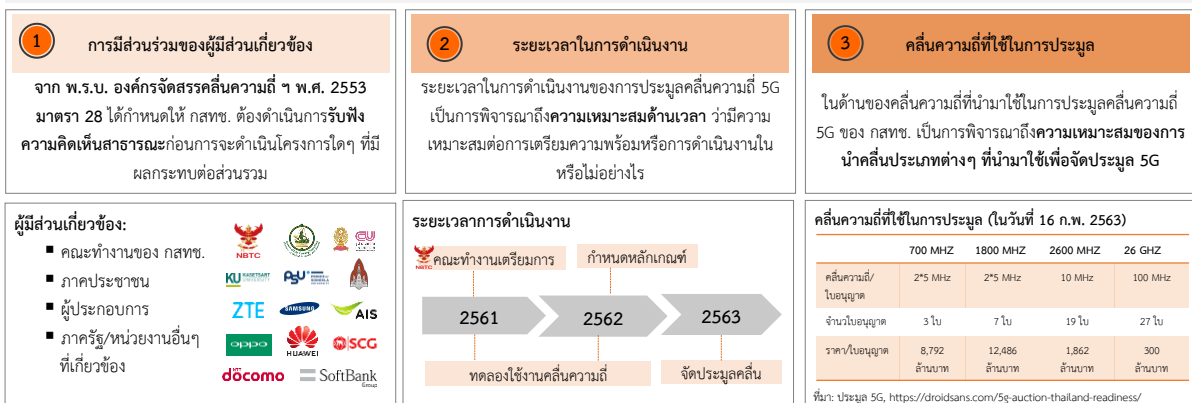 1
การมีส่วนร่วมของผู้มีส่วนเกี่ยวข้อง
จาก พ.ร.บ. องค์กรจัดสรรคลื่นความถี่ ฯ พ.ศ. 2553
มาตรา 28 ได้กำหนดให้ กสทช. ต้องดำเนินการรับฟัง
ความคิดเห็นสาธารณะก่อนการจะดำเนินโครงการใดๆ ที่มี
ผลกระทบต่อส่วนรวม
2
ระยะเวลาในการดำเนินงาน
ระยะเวลาในการดำเนินงานของการประมูลคลื่นความถี่ 5G
เป็นการพิจารณาถึงความเหมาะสมด้านเวลา ว่ามีความ
เหมาะสมต่อการเตรียมความพร้อมหรือการดำเนินงานใน
หรือไม่อย่างไร
3
คลื่นความถี่ที่ใช้ในการประมูล
ในด้านของคลื่นความถี่ที่นำมาใช้ในการประมูลคลื่นความถี่
5G ของ กสทช. เป็นการพิจารณาถึงความเหมาะสมของการ
นำคลื่นประเภทต่างๆ ที่นำมาใช้เพื่อจัดประมูล 5G
ผู้มีส่วนเกี่ยวข้อง:
▪ คณะทำงานของ กสทช.
▪ ภาคประชาชน
▪ ผู้ประกอบการ
▪ ภาครัฐ/หน่วยงานอื่นๆ
ที่เกี่ยวข้อง
NBTC
CU
KU KASETSART UNIVERSITY
PSU
ZTE SAMSUNG AIS
oppo HUAWEI SCG
döcomo SoftBank Group
ระยะเวลาการดำเนินงาน
NBTC
คณะทำงานเตรียมการ กำหนดหลักเกณฑ์
2561 2562 2563
ทดลองใช้งานคลื่นความถี่ จัดประมูลคลื่น
คลื่นความถี่ที่ใช้ในการประมูล (ในวันที่ 16 ก.พ. 2563)
700 MHZ 1800 MHZ 2600 MHZ 26 GHZ
คลื่นความถี่/ 2*5 MHz 2*5 MHz 10 MHz 100 MHz
ใบอนุญาต
จำนวใบอนุญาต 3 ใบ 7 ใบ 19 ใบ 27 ใบ
ราคา/ใบอนุญาต 8,792 12,486 1,862 300
ล้านบาท ล้านบาท ล้านบาท ล้านบาท
ที่มา: ประมูล 5G, https://droidsans.com/5g-auction-thailand-readiness/